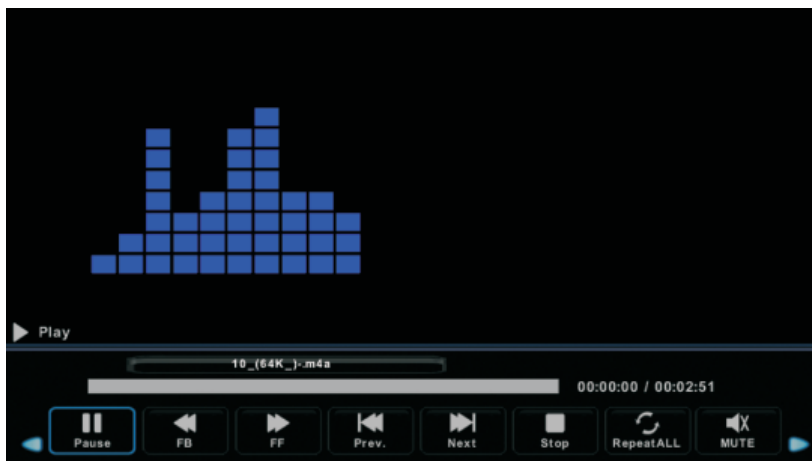 Play
10_(64K_)-.m4a
00:00:00 / 00:02:51
Pause FB FF Prev. Next Stop RepeatALL MUTE